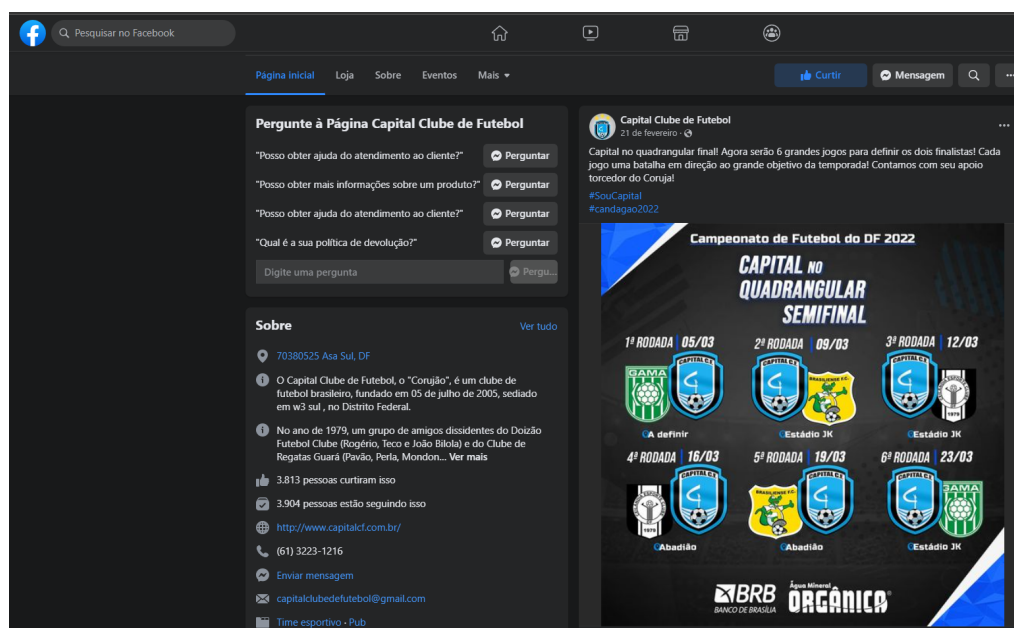 Pesquisar no Facebook
Página inicial Loja Sobre Eventos Mais
Curtir Mensagem
Pergunte à Página Capital Clube de Futebol
"Posso obter ajuda do atendimento ao cliente?" Perguntar
"Posso obter mais informações sobre um produto?" Perguntar
"Posso obter ajuda do atendimento ao cliente?" Perguntar
"Qual é a sua política de devolução?" Perguntar
Digite uma pergunta Pergu...
Sobre Ver tudo
70380525 Asa Sul, DF
O Capital Clube de Futebol, o "Corujão", é um clube de
futebol brasileiro, fundado em 05 de julho de 2005, sediado
em w3 sul , no Distrito Federal.
No ano de 1979, um grupo de amigos dissidentes do Doizão
Futebol Clube (Rogério, Teco e João Bilola) e do Clube de
Regatas Guará (Pavão, Perla, Mondon... Ver mais
3.813 pessoas curtiram isso
3.904 pessoas estão seguindo isso
http://www.capitalcf.com.br/
(61) 3223-1216
Enviar mensagem
capitalclubedefutebol@gmail.com
Time esportivo · Pub
Capital Clube de Futebol
21 de fevereiro ·
Capital no quadrangular final! Agora serão 6 grandes jogos para definir os dois finalistas! Cada
jogo uma batalha em direção ao grande objetivo da temporada! Contamos com seu apoio
torcedor do Coruja!
#SouCapital
#candagao2022
Campeonato de Futebol do DF 2022
CAPITAL NO
QUADRANGULAR
SEMIFINAL
1ª RODADA 05/03 2ª RODADA 09/03 3ª RODADA 12/03
CAPITAL CF CAPITAL CF CAPITAL CF
GAMA BRASILIENSE F.C.
A definir Estádio JK Estádio JK
4ª RODADA 16/03 5ª RODADA 19/03 6ª RODADA 23/03
CAPITAL CF CAPITAL CF CAPITAL CF
BRASILIENSE F.C. GAMA
1979
Abadião Abadião Estádio JK
BRB
BANCO DE BRASÍLIA
Água Mineral
ORGÂNICA